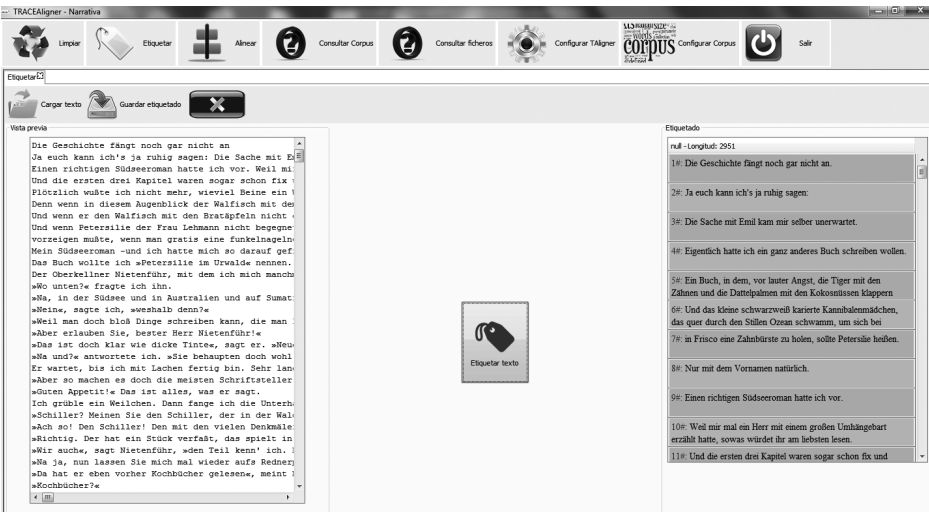 TRACEAligner - Narrativa
Limpiar
Etiquetar
Alinear
Consultar Corpus
Consultar ficheros
Configurar TAligner
words
CORPUS
Configurar Corpus
Salir
Etiquetar
Cargar texto
Guardar etiquetado
Vista previa
Die Geschichte fängt noch gar nicht an
Ja euch kann ich's ja ruhig sagen: Die Sache mit E
Einen richtigen Südseeroman hatte ich vor. Weil mi
Und die ersten drei Kapitel waren sogar schon fix
Plötzlich wußte ich nicht mehr, wieviel Beine ein
Denn wenn in diesem Augenblick der Walfisch mit de
Und wenn er den Walfisch mit den Bratäpfeln nicht
Und wenn Petersilie der Frau Lehmann nicht begegne
vorzeigen mußte, wenn man gratis eine funkelnageln
Mein Südseeroman -und ich hatte mich so darauf gef
Das Buch wollte ich »Petersilie im Urwald« nennen.
Der Oberkellner Nietenführ, mit dem ich mich manch
»Wo unten?« fragte ich ihn.
»Na, in der Südsee und in Australien und auf Sumat
»Nein«, sagte ich, »weshalb denn?«
»Weil man doch bloß Dinge schreiben kann, die man
»Aber erlauben Sie, bester Herr Nietenführ!«
»Das ist doch klar wie dicke Tinte«, sagt er. »Neu
»Na und?« antwortete ich. »Sie behaupten doch wohl
Er wartet, bis ich mit Lachen fertig bin. Sehr lan
»Aber so machen es doch die meisten Schriftsteller
»Guten Appetit!« Das ist alles, was er sagt.
Ich grüble ein Weilchen. Dann fange ich die Unterh
»Schiller? Meinen Sie den Schiller, der in der Wal
»Ach so! Den Schiller! Den mit den vielen Denkmäle
»Richtig. Der hat ein Stück verfaßt, das spielt in
»Wir auch«, sagt Nietenführ, »den Teil kenn' ich.
»Na ja, nun lassen Sie mich mal wieder aufs Redner
»Da hat er eben vorher Kochbücher gelesen«, meint
»Kochbücher?«
Etiquetar texto
Etiquetado
null - Longitud: 2951
1#: Die Geschichte fängt noch gar nicht an.
2#: Ja euch kann ich's ja ruhig sagen:
3#: Die Sache mit Emil kam mir selber unerwartet.
4#: Eigentlich hatte ich ein ganz anderes Buch schreiben wollen.
5#: Ein Buch, in dem, vor lauter Angst, die Tiger mit den
Zähnen und die Dattelpalmen mit den Kokosnüssen klappern
6#: Und das kleine schwarzweiß karierte Kannibalenmädchen,
das quer durch den Stillen Ozean schwamm, um sich bei
7#: in Frisco eine Zahnbürste zu holen, sollte Petersilie heißen.
8#: Nur mit dem Vornamen natürlich.
9#: Einen richtigen Südseeroman hatte ich vor.
10#: Weil mir mal ein Herr mit einem großen Umhängebart
erzählt hatte, sowas würdet ihr am liebsten lesen.
11#: Und die ersten drei Kapitel waren sogar schon fix und